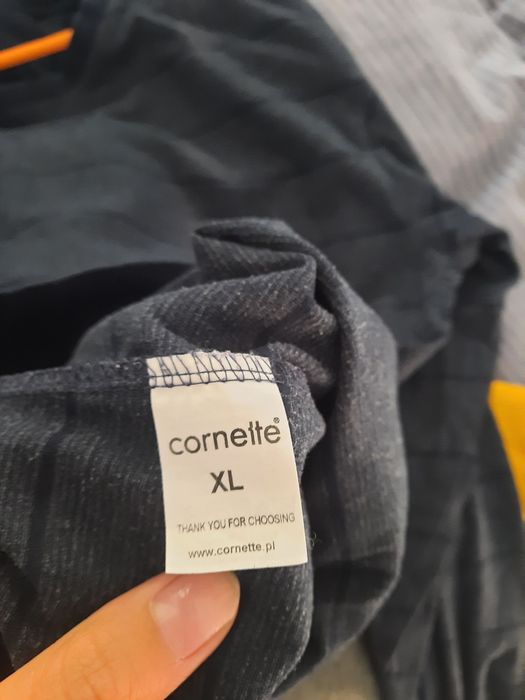 cornette®
XL
THANK YOU FOR CHOOSING
www.cornette.pl